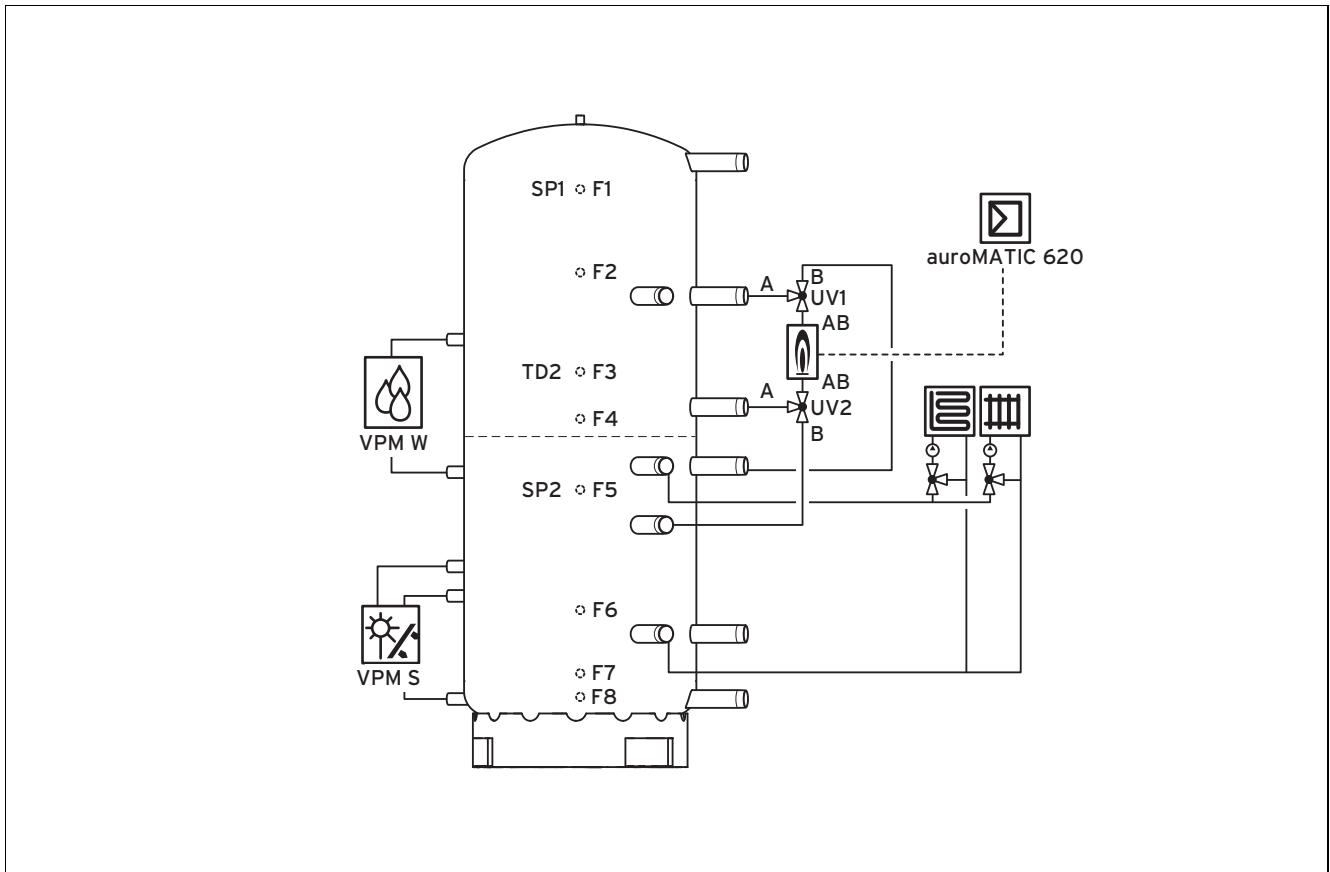 SP1 F1
auroMATIC 620
F2
A
B
UV1
AB
TD2 F3
AB
A
UV2
F4
B
VPM W
SP2 F5
F6
VPM S
F7
F8